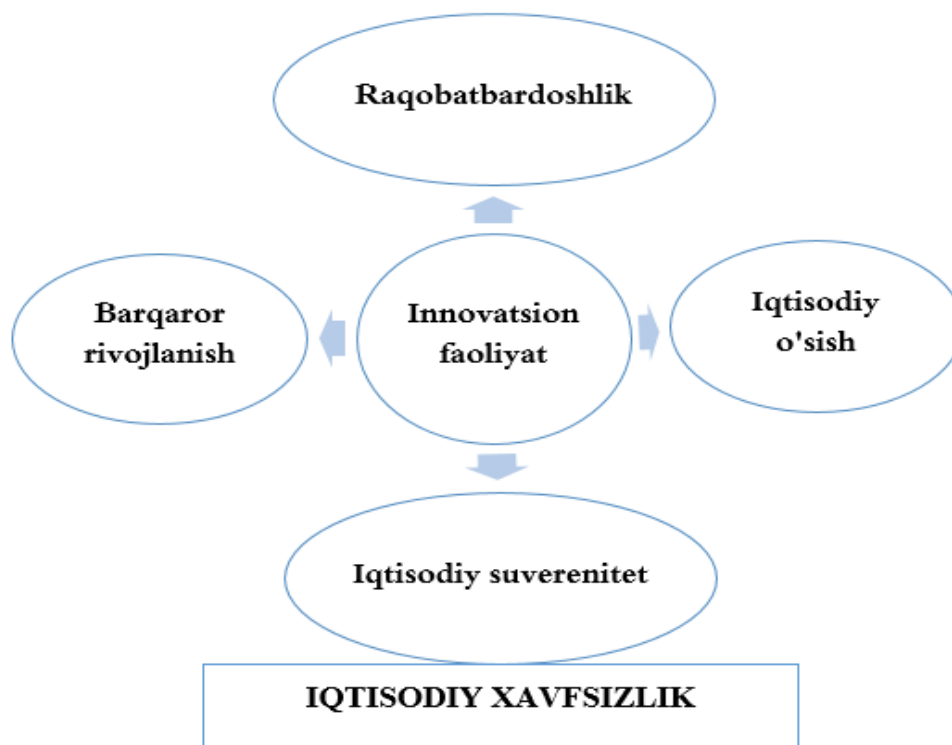 Raqobatbardoshlik
Barqaror
rivojlanish
Innovatsion
faoliyat
Iqtisodiy
o'sish
Iqtisodiy suverenitet
IQTISODIY XAVFSIZLIK